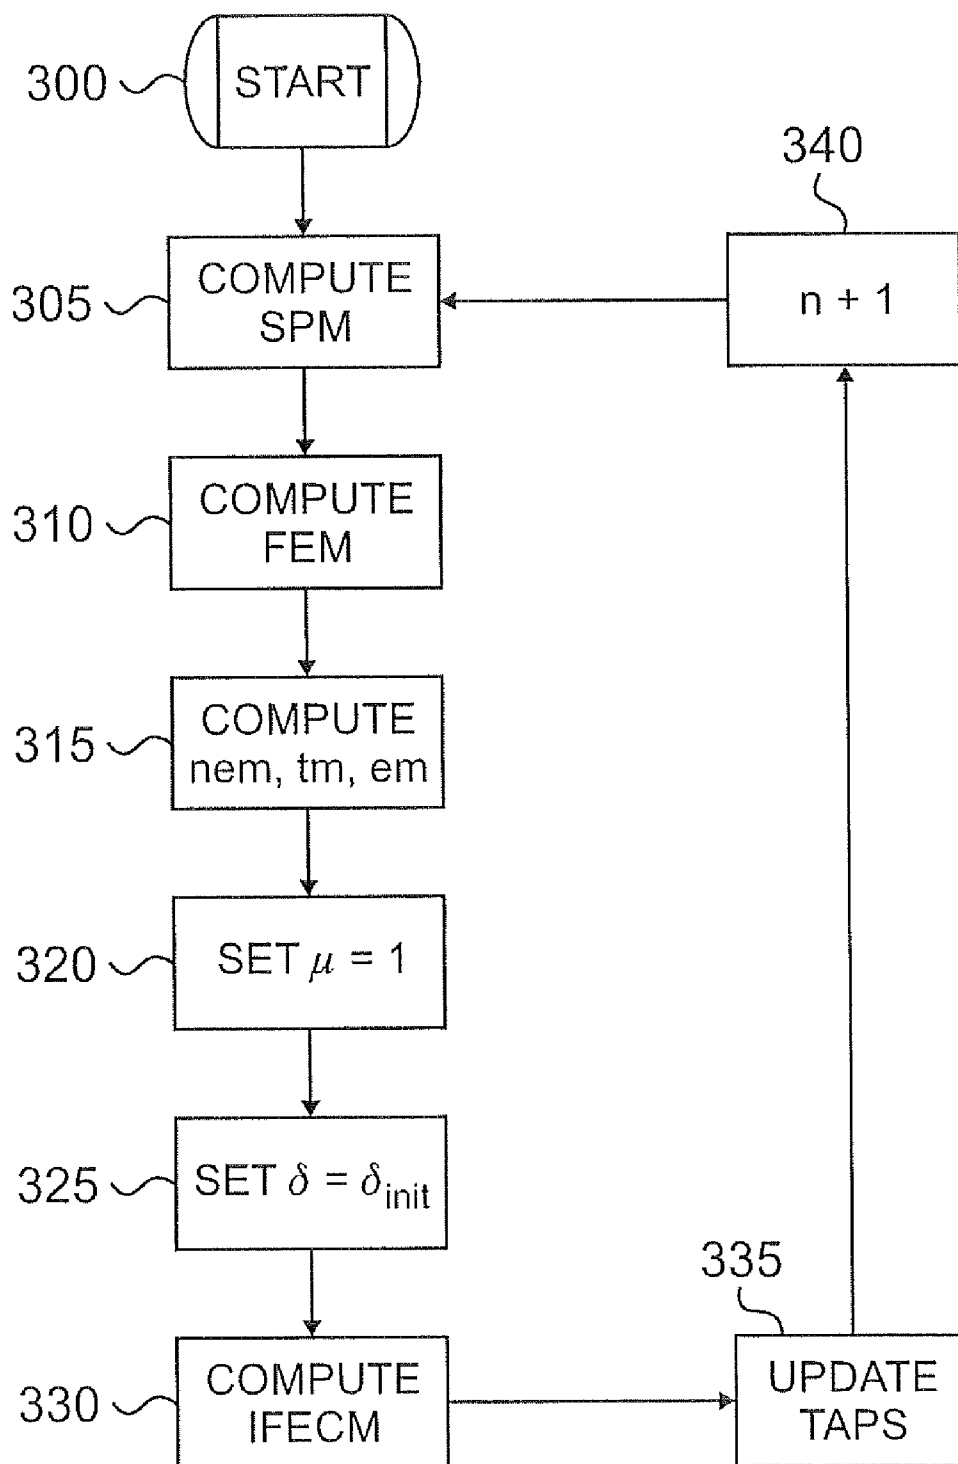 300
START
340
305
COMPUTE
SPM
n + 1
310
COMPUTE
FEM
315
COMPUTE
nem, tm, em
320
SET μ = 1
325
SET δ = δinit
335
330
COMPUTE
IFECM
UPDATE
TAPS